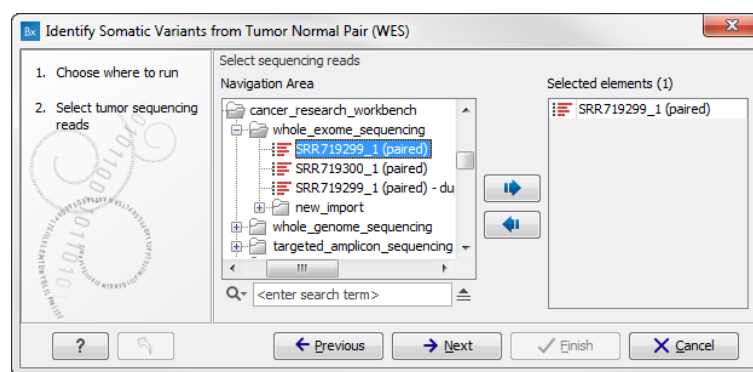 Bx Identify Somatic Variants from Tumor Normal Pair (WES)
1. Choose where to run
2. Select tumor sequencing
reads
Select sequencing reads
Navigation Area
cancer_research_workbench
whole_exome_sequencing
SRR719299_1 (paired)
SRR719300_1 (paired)
SRR719299_1 (paired) - du
new_import
whole_genome_sequencing
targeted_amplicon_sequencing
<enter search term>
Selected elements (1)
SRR719299_1 (paired)
? Previous Next Finish Cancel